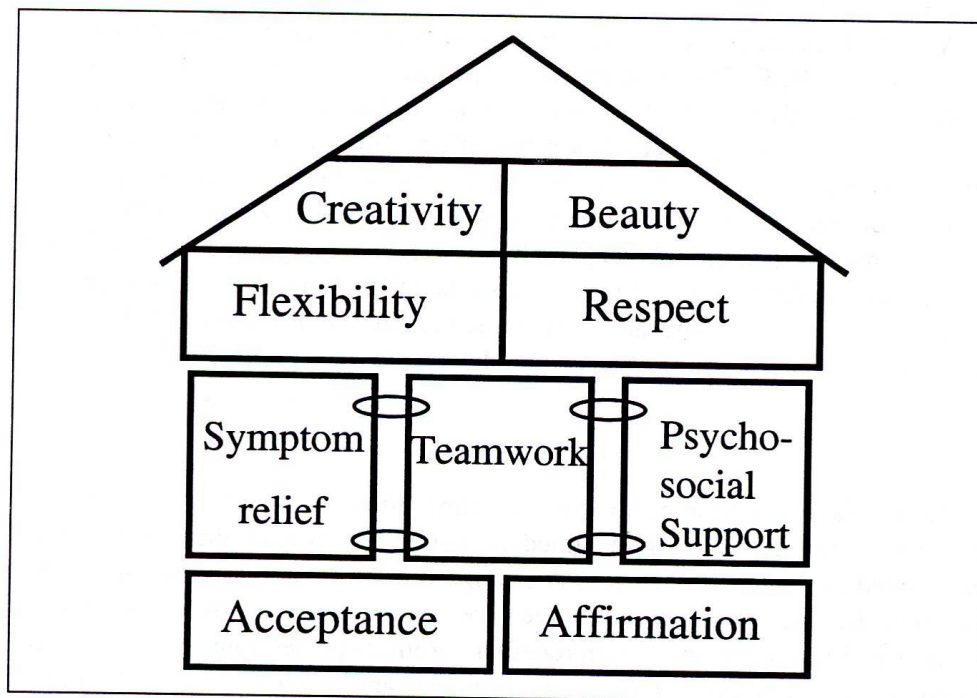 Creativity
Beauty
Flexibility
Respect
Symptom
relief
Teamwork
Psycho-
social
Support
Acceptance
Affirmation